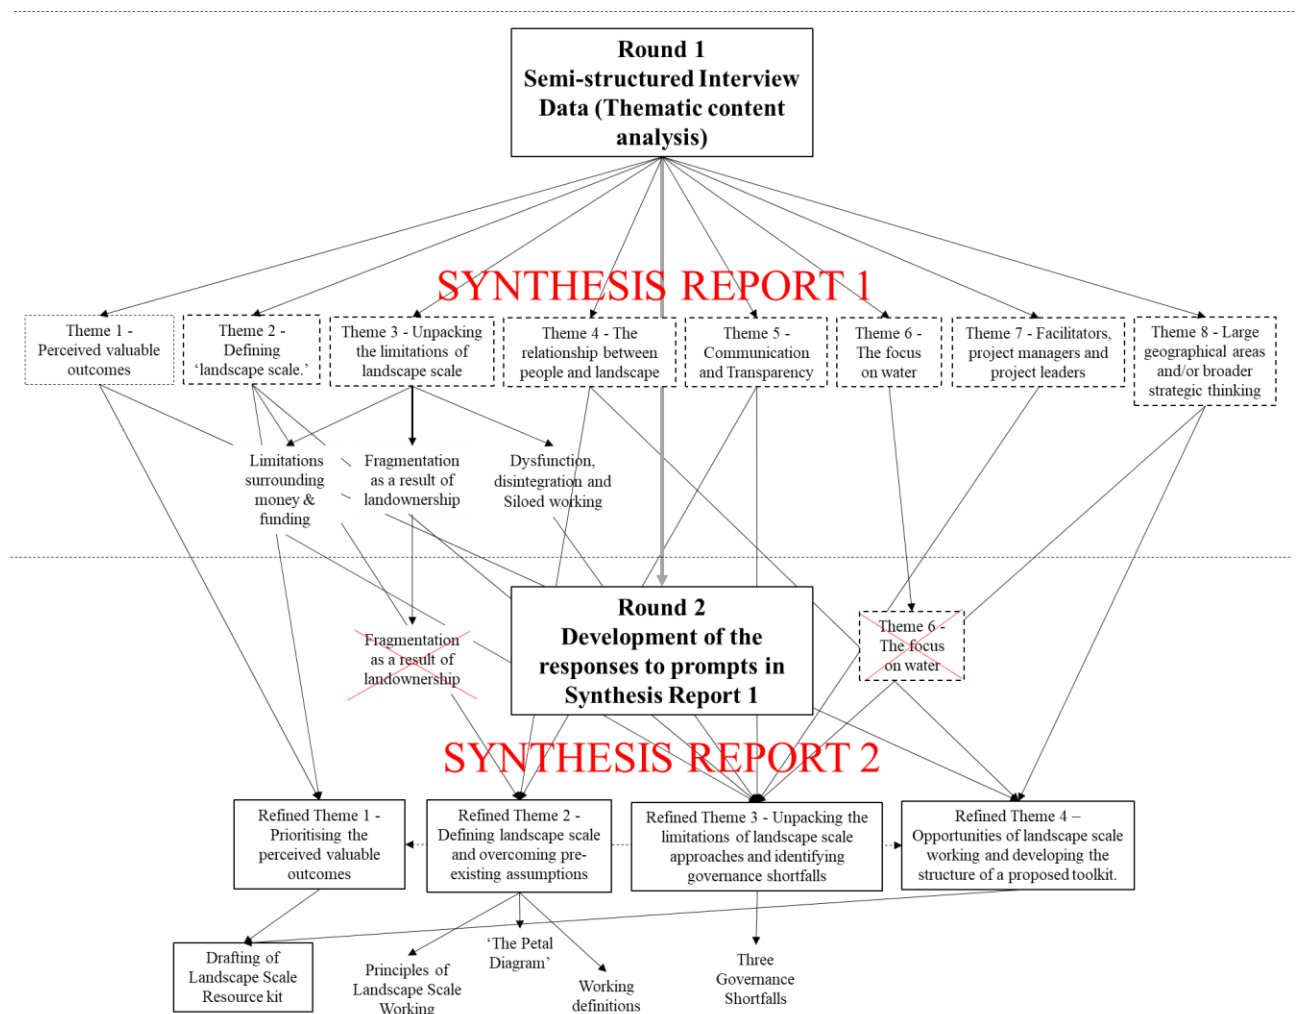 Round 1
Semi-structured Interview
Data (Thematic content
analysis)
SYNTHESIS REPORT 1
Theme 1 -
Perceived valuable
outcomes
Theme 2 -
Defining
‘landscape scale.’
Theme 3 - Unpacking
the limitations of
landscape scale
Theme 4 - The
relationship between
people and landscape
Theme 5 -
Communication
and Transparency
Theme 6 -
The focus
on water
Theme 7 - Facilitators,
project managers and
project leaders
Theme 8 - Large
geographical areas
and/or broader
strategic thinking
Limitations
surrounding
money &
funding
Fragmentation
as a result of
landownership
Dysfunction,
disintegration and
Siloed working
Round 2
Development of the
responses to prompts in
Synthesis Report 1
Fragmentation
as a result of
landownership
Theme 6 -
The focus
on water
SYNTHESIS REPORT 2
Refined Theme 1 -
Prioritising the
perceived valuable
outcomes
Refined Theme 2 -
Defining landscape scale
and overcoming pre-
existing assumptions
Refined Theme 3 - Unpacking the
limitations of landscape scale
approaches and identifying
governance shortfalls
Refined Theme 4 –
Opportunities of landscape scale
working and developing the
structure of a proposed toolkit.
Drafting of
Landscape Scale
Resource kit
Principles of
Landscape Scale
Working
‘The Petal
Diagram’
Working
definitions
Three
Governance
Shortfalls